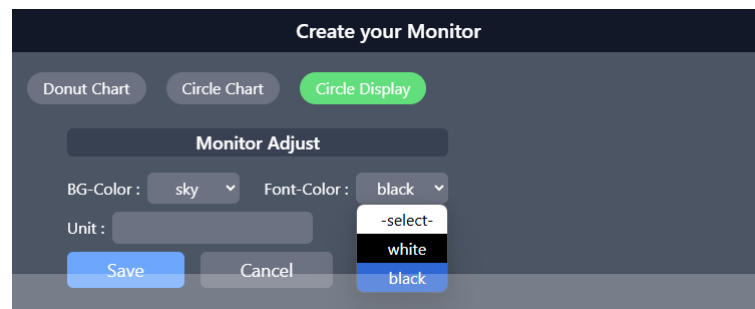 Create your Monitor
Donut Chart Circle Chart Circle Display
Monitor Adjust
BG-Color : sky Font-Color : black
Unit :
-select-
white
black
Save Cancel